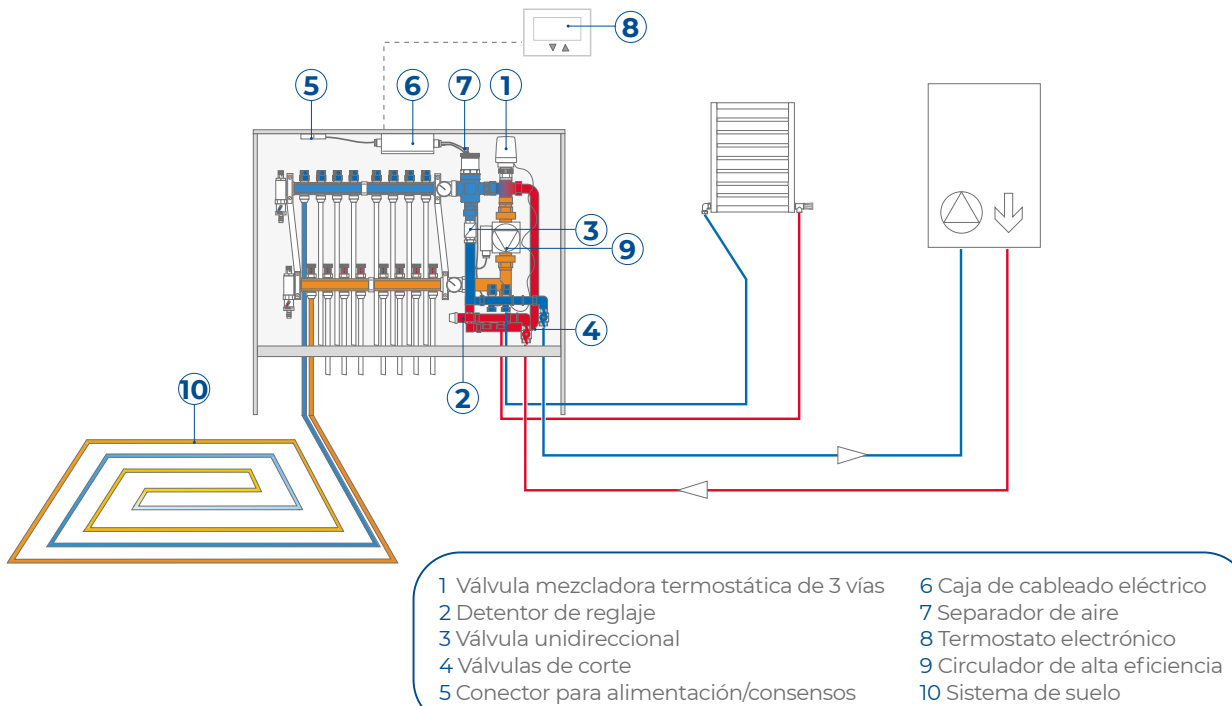 8
5
6
7
1
3
9
4
2
10
1 Válvula mezcladora termostática de 3 vías
2 Detentor de reglaje
3 Válvula unidireccional
4 Válvulas de corte
5 Conector para alimentación/consensos
6 Caja de cableado eléctrico
7 Separador de aire
8 Termostato electrónico
9 Circulador de alta eficiencia
10 Sistema de suelo